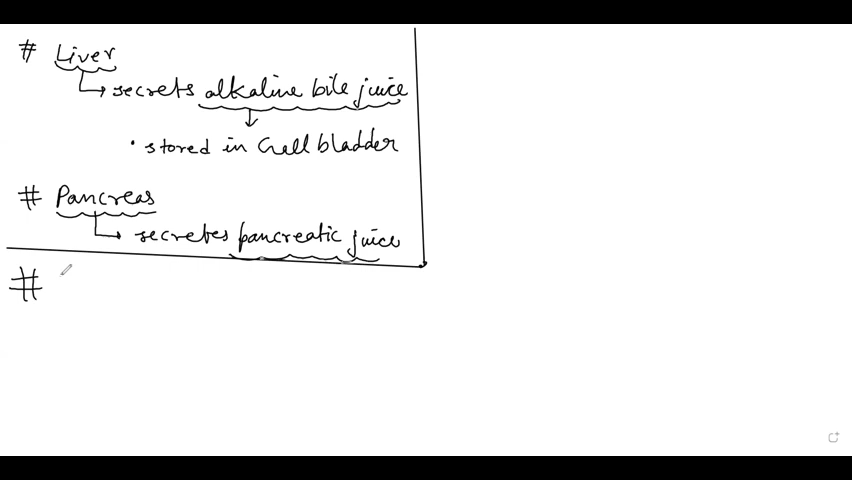 # Liver
↳ secrets alkaline bile juice
• stored in Gall bladder
# Pancreas
↳ secretes pancreatic juice
#